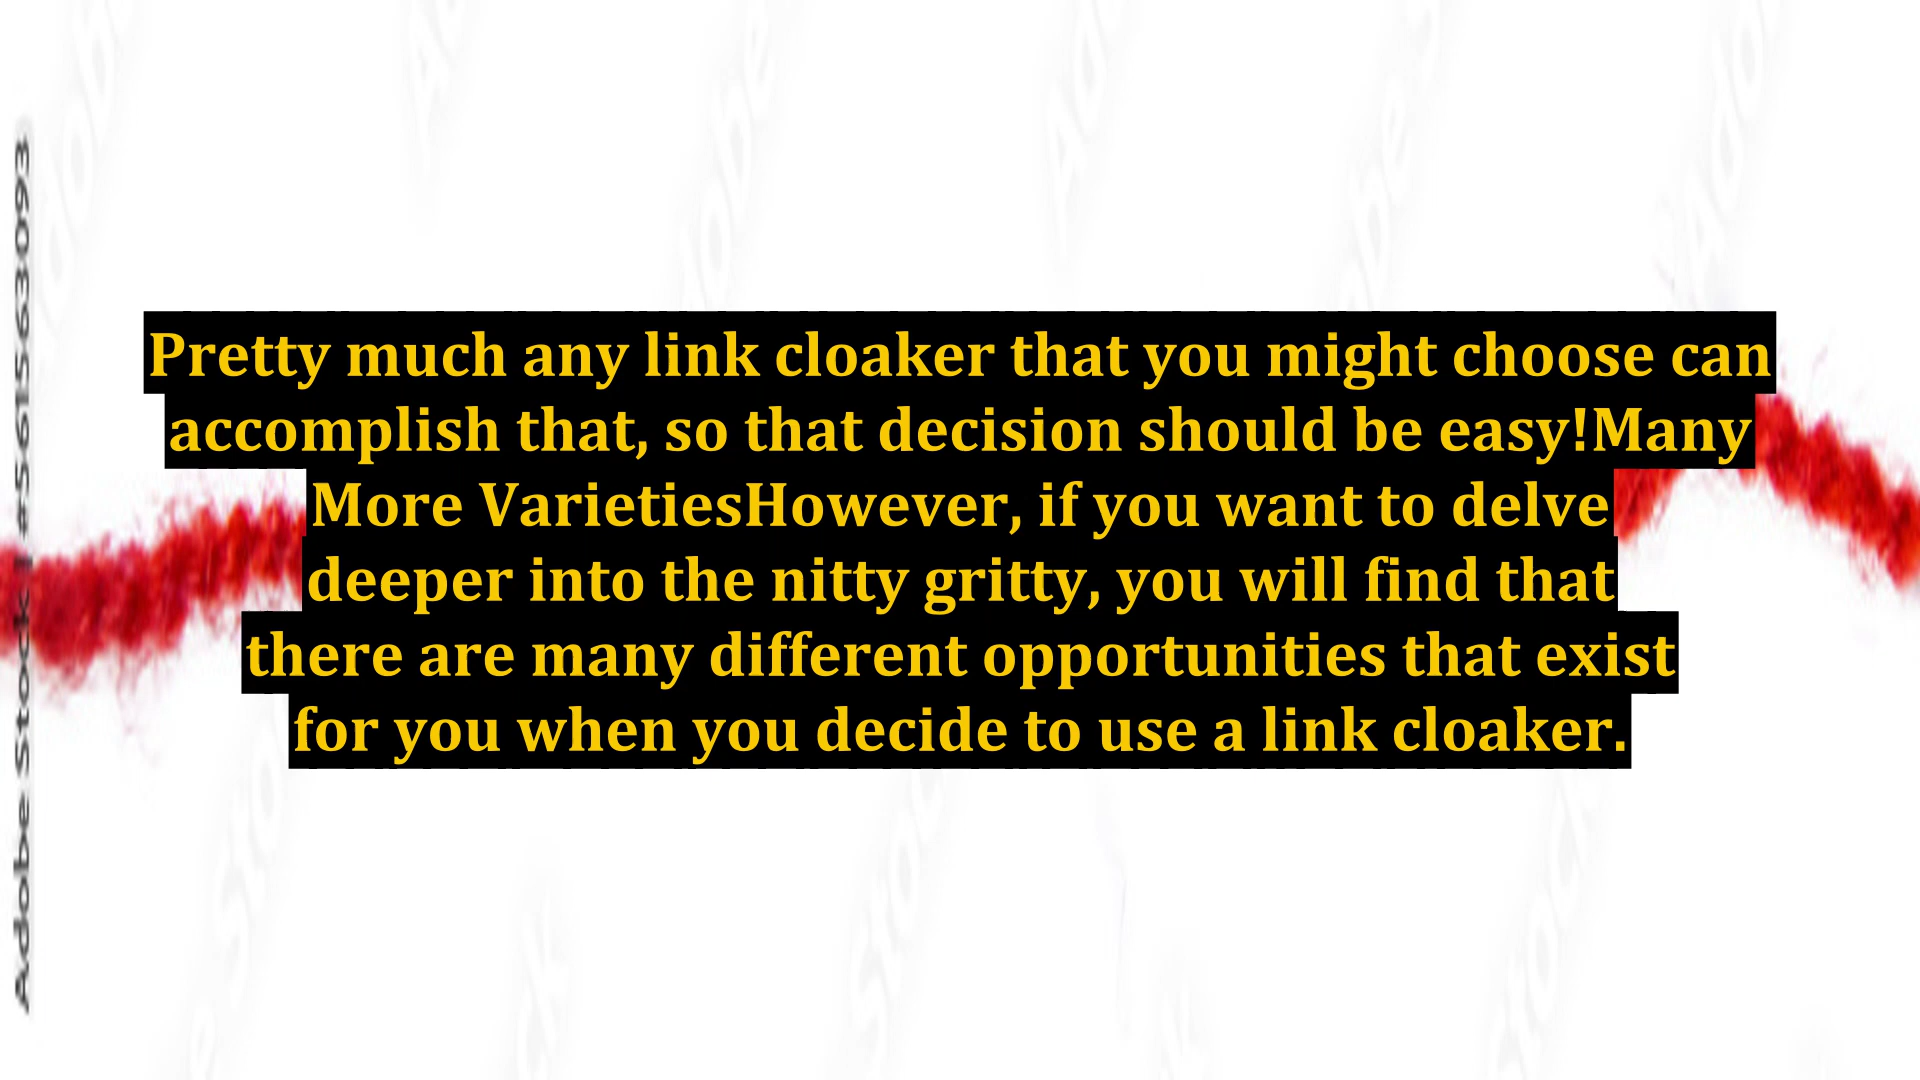 Pretty much any link cloaker that you might choose can
accomplish that, so that decision should be easy!Many
More VarietiesHowever, if you want to delve
deeper into the nitty gritty, you will find that
there are many different opportunities that exist
for you when you decide to use a link cloaker.
Adobe Stock | #561563093